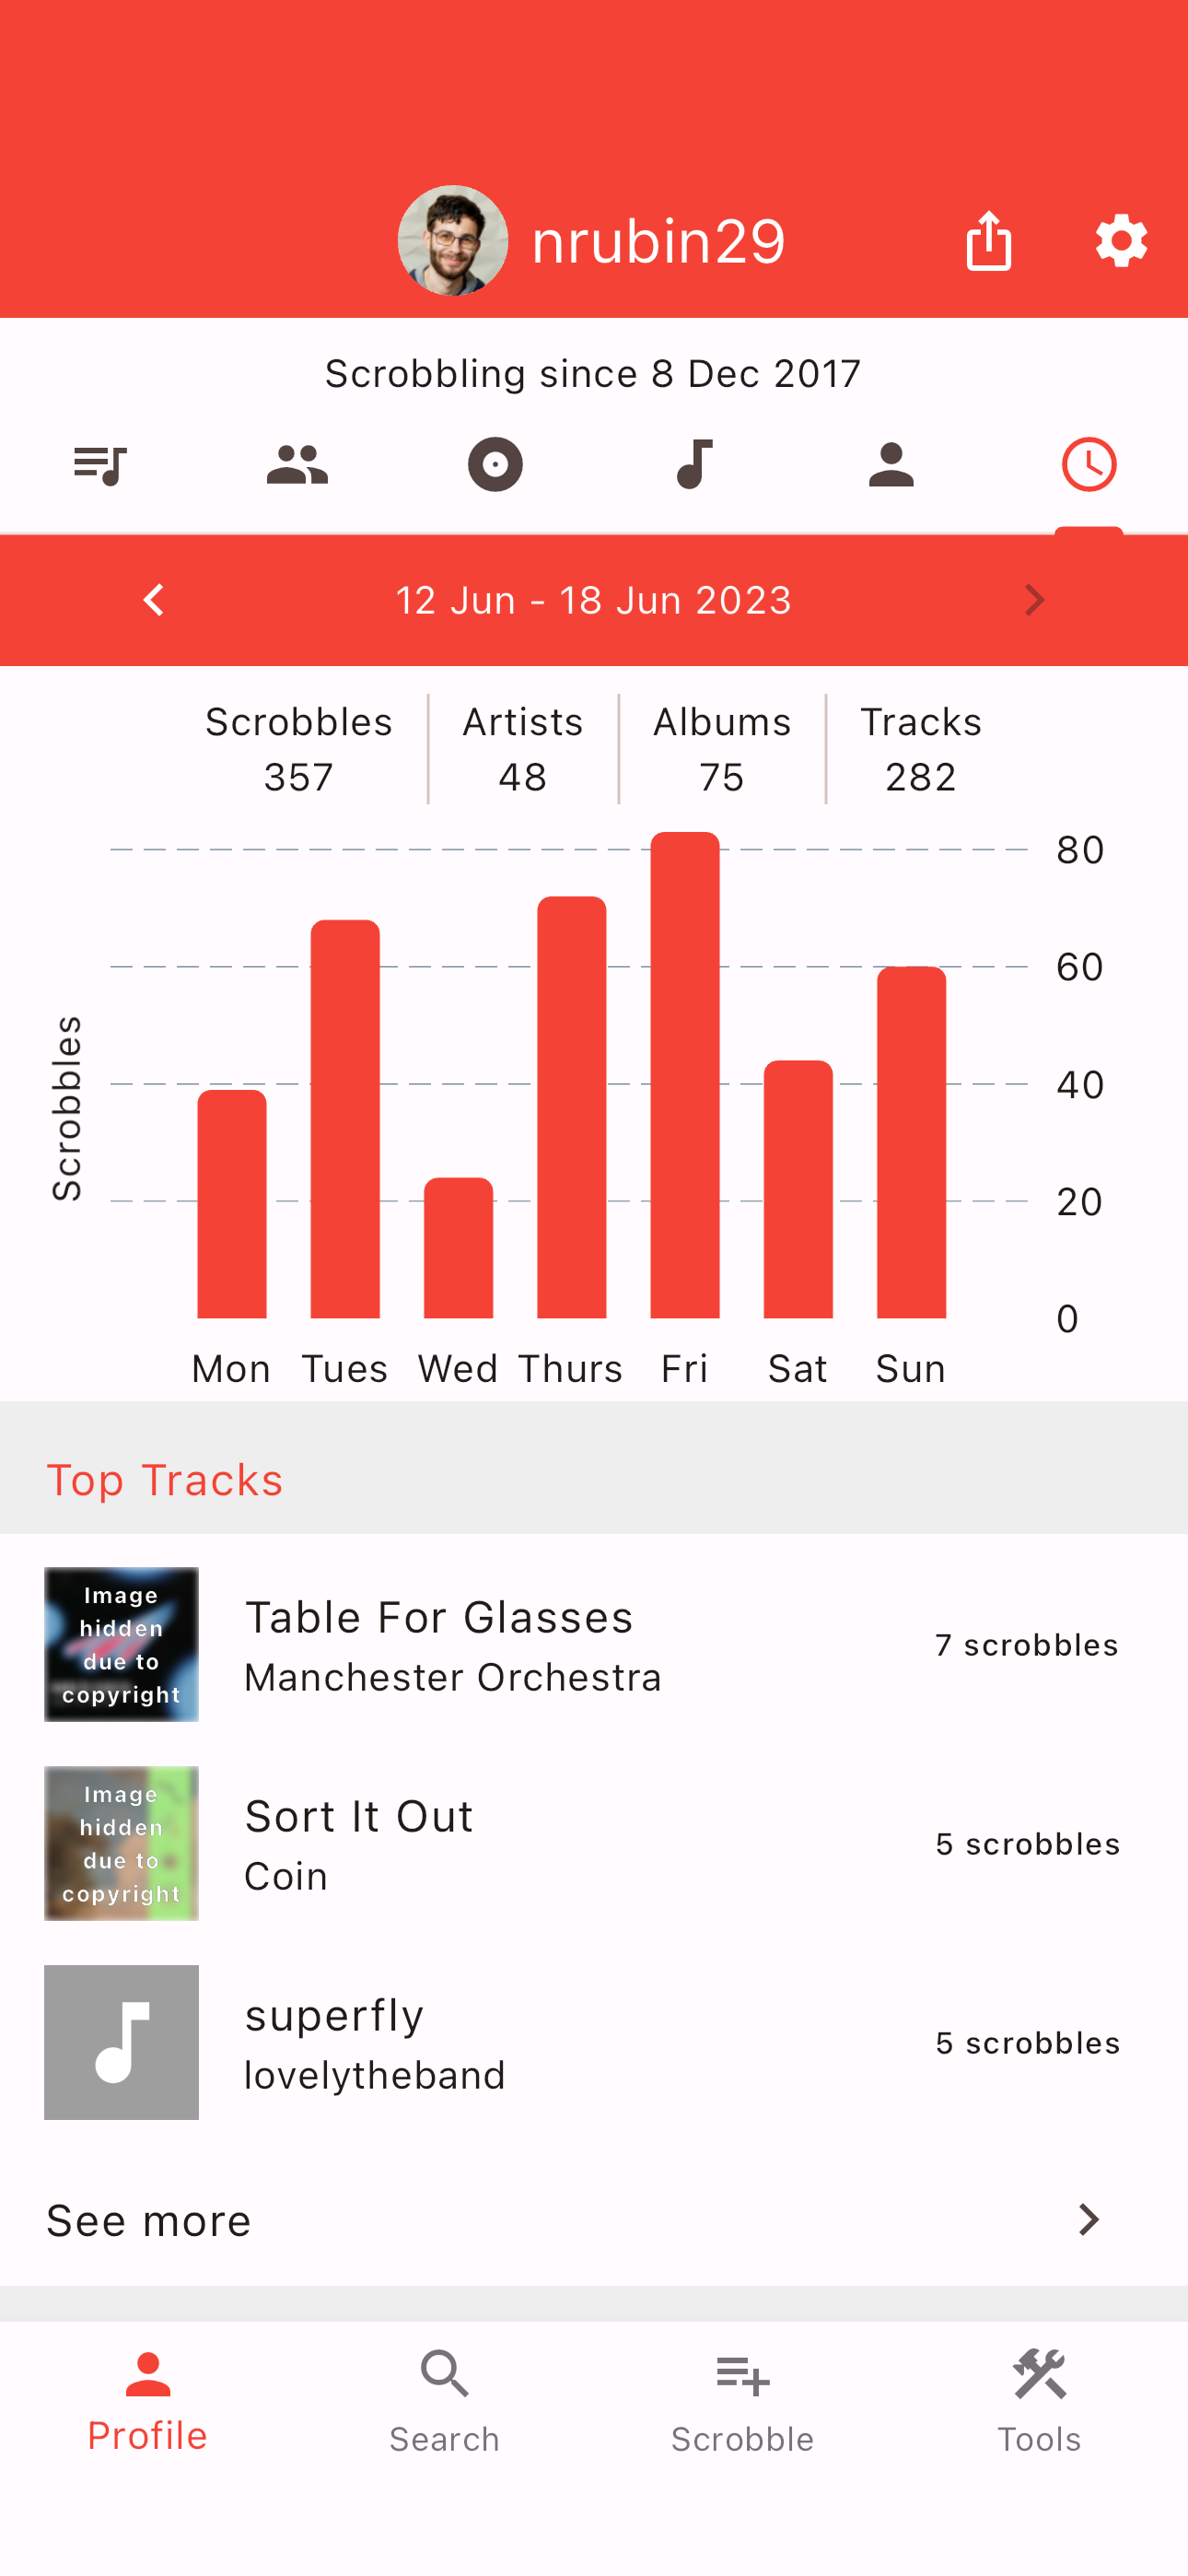 nrubin29
Scrobbling since 8 Dec 2017
12 Jun - 18 Jun 2023
Scrobbles Artists Albums Tracks
357 48 75 282
80
60
40
20
0
Scrobbles
Mon Tues Wed Thurs Fri Sat Sun
Top Tracks
Image
hidden
due to
copyright
Table For Glasses
Manchester Orchestra
7 scrobbles
Image
hidden
due to
copyright
Sort It Out
Coin
5 scrobbles
superfly
lovelytheband
5 scrobbles
See more
Profile Search Scrobble Tools